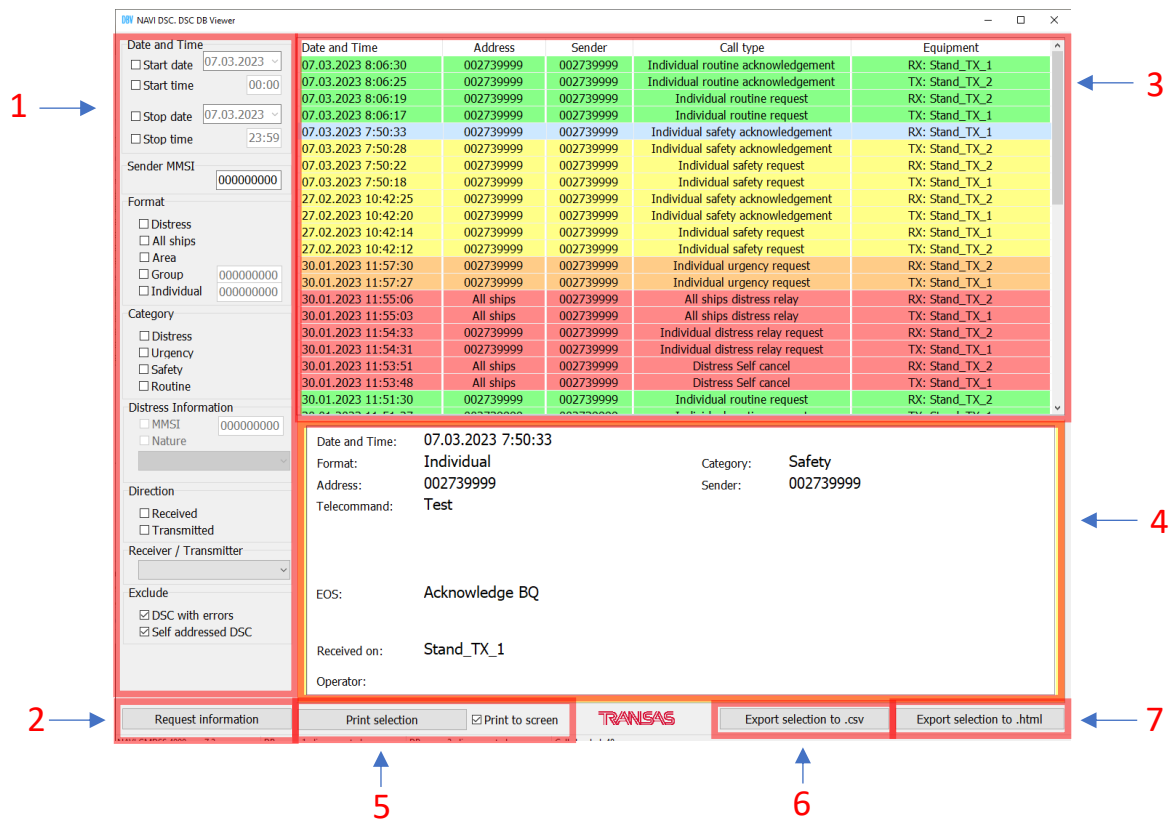 DBV NAVI DSC. DSC DB Viewer
Date and Time
Start date 07.03.2023
Start time 00:00
Stop date 07.03.2023
Stop time 23:59
Sender MMSI
000000000
Format
Distress
All ships
Area
Group 000000000
Individual 000000000
Category
Distress
Urgency
Safety
Routine
Distress Information
MMSI 000000000
Nature
Direction
Received
Transmitted
Receiver / Transmitter
Exclude
DSC with errors
Self addressed DSC
1
Date and Time Address Sender Call type Equipment
07.03.2023 8:06:30 002739999 002739999 Individual routine acknowledgement RX: Stand_TX_1
07.03.2023 8:06:25 002739999 002739999 Individual routine acknowledgement TX: Stand_TX_2
07.03.2023 8:06:19 002739999 002739999 Individual routine request RX: Stand_TX_2
07.03.2023 8:06:17 002739999 002739999 Individual routine request TX: Stand_TX_1
07.03.2023 7:50:33 002739999 002739999 Individual safety acknowledgement RX: Stand_TX_1
07.03.2023 7:50:28 002739999 002739999 Individual safety acknowledgement TX: Stand_TX_2
07.03.2023 7:50:22 002739999 002739999 Individual safety request RX: Stand_TX_2
07.03.2023 7:50:18 002739999 002739999 Individual safety request TX: Stand_TX_1
27.02.2023 10:42:25 002739999 002739999 Individual safety acknowledgement RX: Stand_TX_2
27.02.2023 10:42:20 002739999 002739999 Individual safety acknowledgement TX: Stand_TX_1
27.02.2023 10:42:14 002739999 002739999 Individual safety request RX: Stand_TX_1
27.02.2023 10:42:12 002739999 002739999 Individual safety request TX: Stand_TX_2
30.01.2023 11:57:30 002739999 002739999 Individual urgency request RX: Stand_TX_2
30.01.2023 11:57:27 002739999 002739999 Individual urgency request TX: Stand_TX_1
30.01.2023 11:55:06 All ships 002739999 All ships distress relay RX: Stand_TX_2
30.01.2023 11:55:03 All ships 002739999 All ships distress relay TX: Stand_TX_1
30.01.2023 11:54:33 002739999 002739999 Individual distress relay request RX: Stand_TX_2
30.01.2023 11:54:31 002739999 002739999 Individual distress relay request TX: Stand_TX_1
30.01.2023 11:53:51 All ships 002739999 Distress Self cancel RX: Stand_TX_2
30.01.2023 11:53:48 All ships 002739999 Distress Self cancel TX: Stand_TX_1
30.01.2023 11:51:30 002739999 002739999 Individual routine request RX: Stand_TX_2
3
Date and Time: 07.03.2023 7:50:33
Format: Individual Category: Safety
Address: 002739999 Sender: 002739999
Telecommand: Test
EOS: Acknowledge BQ
Received on: Stand_TX_1
Operator:
4
2 Request information Print selection Print to screen TRANSAS Export selection to .csv Export selection to .html 7
5
6